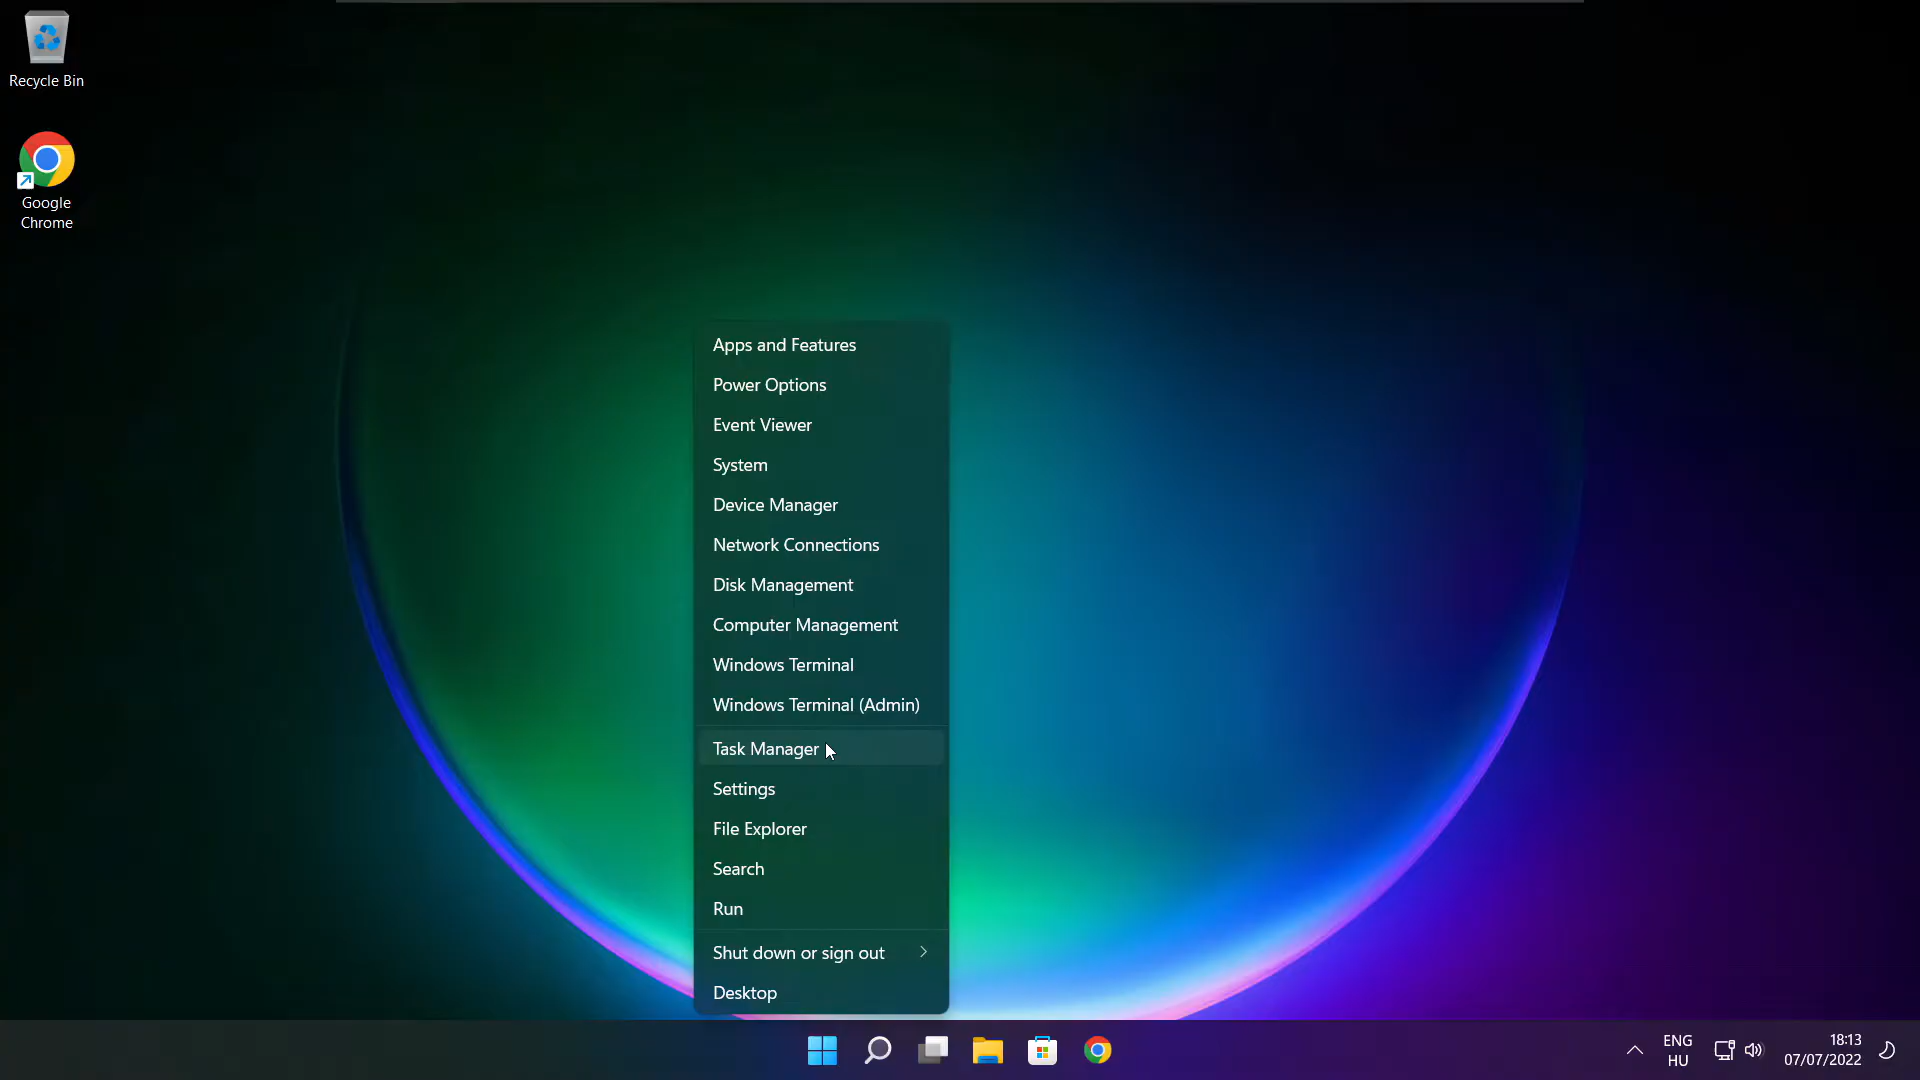 Recycle Bin
Google
Chrome
Apps and Features
Power Options
Event Viewer
System
Device Manager
Network Connections
Disk Management
Computer Management
Windows Terminal
Windows Terminal (Admin)
Task Manager
Settings
File Explorer
Search
Run
Shut down or sign out
Desktop
ENG
HU
18:13
07/07/2022